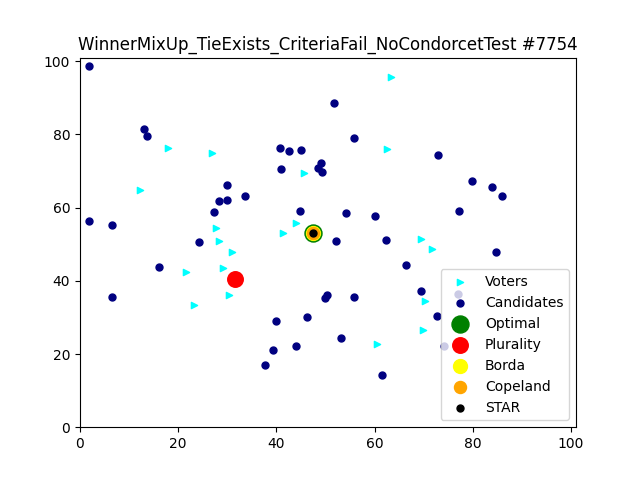 WinnerMixUp_TieExists_CriteriaFail_NoCondorcetTest #7754
100
80
60
40
20
0
0
20
40
60
80
100
Voters
Candidates
Optimal
Plurality
Borda
Copeland
STAR